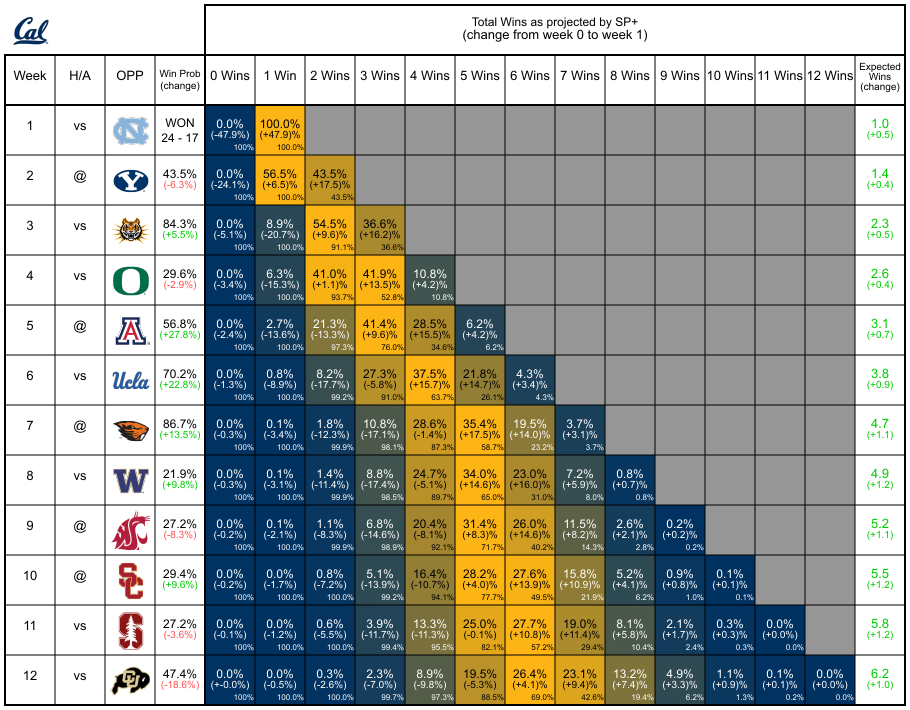 Cal
Total Wins as projected by SP+
(change from week 0 to week 1)
Week H/A OPP Win Prob (change) 0 Wins 1 Win 2 Wins 3 Wins 4 Wins 5 Wins 6 Wins 7 Wins 8 Wins 9 Wins 10 Wins 11 Wins 12 Wins Expected Wins (change)
1 vs NC WON 0.0% 100.0% 1.0
24 - 17 (-47.9%) (+47.9)% (+0.5)
100% 100.0%
2 @ Y 43.5% 0.0% 56.5% 43.5% 1.4
(-6.3%) (-24.1%) (+6.5)% (+17.5)% (+0.4)
100% 100.0% 43.5%
3 vs 84.3% 0.0% 8.9% 54.5% 36.6% 2.3
(+5.5%) (-5.1%) (-20.7%) (+9.6)% (+16.2)% (+0.5)
100% 100.0% 91.1% 36.6%
4 vs O 29.6% 0.0% 6.3% 41.0% 41.9% 10.8% 2.6
(-2.9%) (-3.4%) (-15.3%) (+1.1)% (+13.5)% (+4.2)% (+0.4)
100% 100.0% 93.7% 52.8% 10.8%
5 @ A 56.8% 0.0% 2.7% 21.3% 41.4% 28.5% 6.2% 3.1
(+27.8%) (-2.4%) (-13.6%) (-13.3%) (+9.6)% (+15.5)% (+4.2)% (+0.7)
100% 100.0% 97.3% 76.0% 34.6% 6.2%
6 vs Ucla 70.2% 0.0% 0.8% 8.2% 27.3% 37.5% 21.8% 4.3% 3.8
(+22.8%) (-1.3%) (-8.9%) (-17.7%) (-5.8%) (+15.7)% (+14.7)% (+3.4)% (+0.9)
100% 100.0% 99.2% 91.0% 63.7% 26.1% 4.3%
7 @ 86.7% 0.0% 0.1% 1.8% 10.8% 28.6% 35.4% 19.5% 3.7% 4.7
(+13.5%) (-0.3%) (-3.4%) (-12.3%) (-17.1%) (-1.4%) (+17.5)% (+14.0)% (+3.1)% (+1.1)
100% 100.0% 99.9% 98.1% 87.3% 58.7% 23.2% 3.7%
8 vs W 21.9% 0.0% 0.1% 1.4% 8.8% 24.7% 34.0% 23.0% 7.2% 0.8% 4.9
(+9.8%) (-0.3%) (-3.1%) (-11.4%) (-17.4%) (-5.1%) (+14.6)% (+16.0)% (+5.9)% (+0.7)% (+1.2)
100% 100.0% 99.9% 98.5% 89.7% 65.0% 31.0% 8.0% 0.8%
9 @ 27.2% 0.0% 0.1% 1.1% 6.8% 20.4% 31.4% 26.0% 11.5% 2.6% 0.2% 5.2
(-8.3%) (-0.2%) (-2.1%) (-8.3%) (-14.6%) (-8.1%) (+8.3)% (+14.6)% (+8.2)% (+2.1)% (+0.2)% (+1.1)
100% 100.0% 99.9% 98.9% 92.1% 71.7% 40.2% 14.3% 2.8% 0.2%
10 @ SC 29.4% 0.0% 0.0% 0.8% 5.1% 16.4% 28.2% 27.6% 15.8% 5.2% 0.9% 0.1% 5.5
(+9.6%) (-0.2%) (-1.7%) (-7.2%) (-13.9%) (-10.7%) (+4.0)% (+13.9)% (+10.9)% (+4.1)% (+0.8)% (+0.1)% (+1.2)
100% 100.0% 100.0% 99.2% 94.1% 77.7% 49.5% 21.9% 6.2% 1.0% 0.1%
11 vs S 27.2% 0.0% 0.0% 0.6% 3.9% 13.3% 25.0% 27.7% 19.0% 8.1% 2.1% 0.3% 0.0% 5.8
(-3.6%) (-0.1%) (-1.2%) (-5.5%) (-11.7%) (-11.3%) (-0.1%) (+10.8)% (+11.4)% (+5.8)% (+1.7)% (+0.3)% (+0.0)% (+1.2)
100% 100.0% 100.0% 99.4% 95.5% 82.1% 57.2% 29.4% 10.4% 2.4% 0.3% 0.0%
12 vs CU 47.4% 0.0% 0.0% 0.3% 2.3% 8.9% 19.5% 26.4% 23.1% 13.2% 4.9% 1.1% 0.1% 0.0% 6.2
(-18.6%) (+-0.0%) (-0.5%) (-2.6%) (-7.0%) (-9.8%) (-5.3%) (+4.1)% (+9.4)% (+7.4)% (+3.3)% (+0.9)% (+0.1)% (+0.0)% (+1.0)
100% 100.0% 100.0% 99.7% 97.3% 88.5% 69.0% 42.6% 19.4% 6.2% 1.3% 0.2% 0.0%